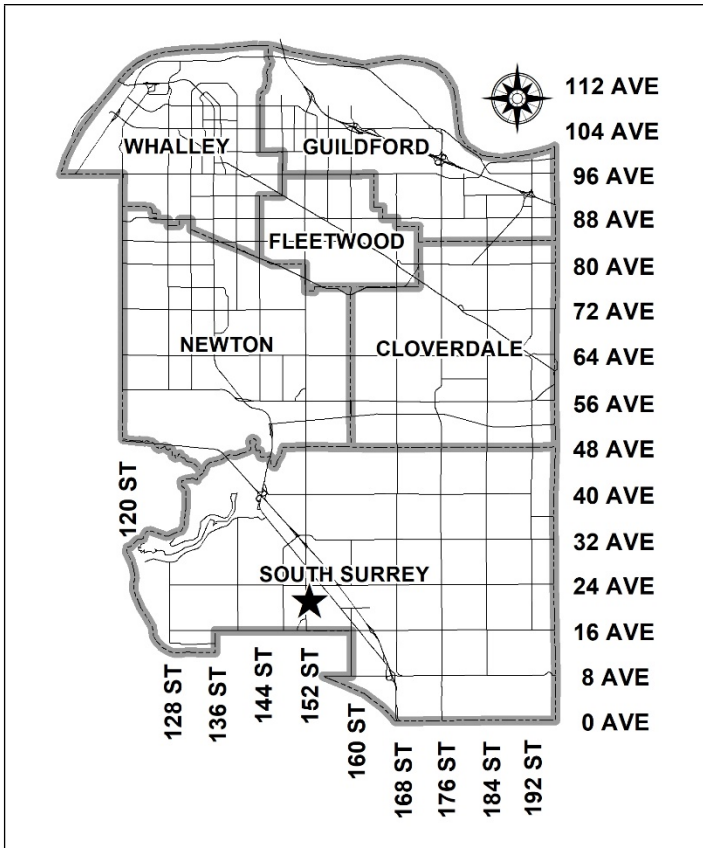 112 AVE
104 AVE
WHALLEY
GUILDFORD
96 AVE
88 AVE
FLEETWOOD
80 AVE
72 AVE
NEWTON
CLOVERDALE
64 AVE
56 AVE
48 AVE
120 ST
40 AVE
32 AVE
SOUTH SURREY
24 AVE
16 AVE
8 AVE
0 AVE
128 ST
136 ST
144 ST
152 ST
160 ST
168 ST
176 ST
184 ST
192 ST